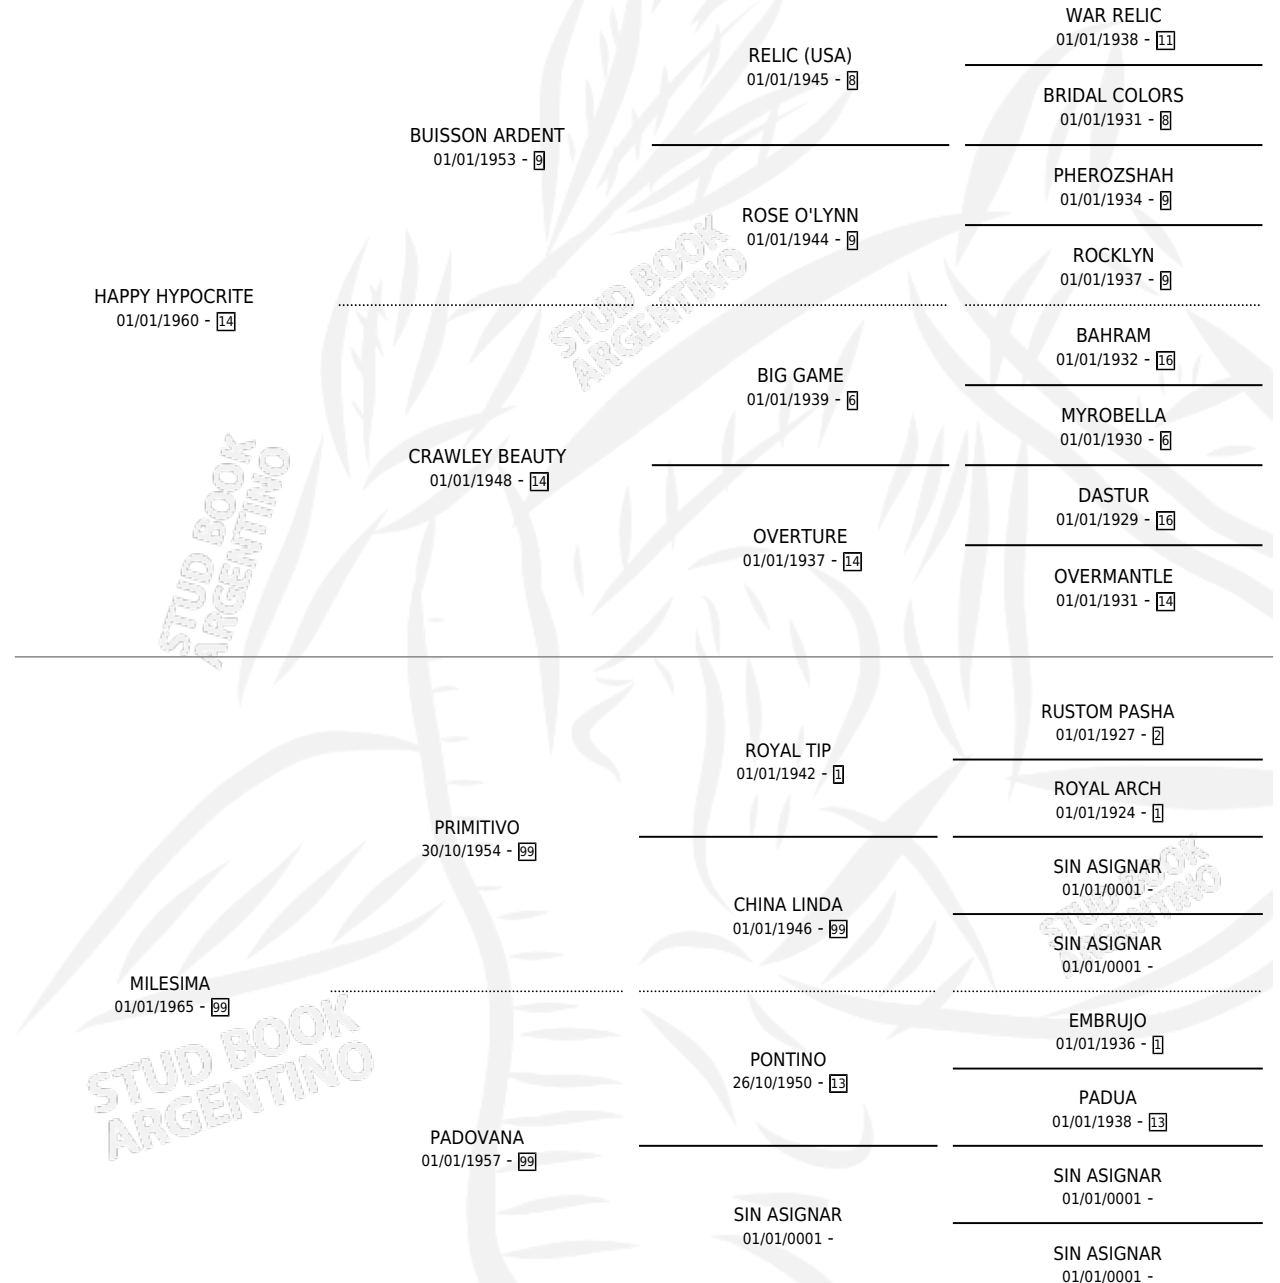 WAR RELIC
01/01/1938 - 11
RELIC (USA)
01/01/1945 - 8
BRIDAL COLORS
01/01/1931 - 8
BUISSON ARDENT
01/01/1953 - 9
PHEROZSHAH
01/01/1934 - 9
ROSE O'LYNN
01/01/1944 - 9
ROCKLYN
01/01/1937 - 9
HAPPY HYPOCRITE
01/01/1960 - 14
BAHRAM
01/01/1932 - 16
BIG GAME
01/01/1939 - 6
MYROBELLA
01/01/1930 - 6
CRAWLEY BEAUTY
01/01/1948 - 14
DASTUR
01/01/1929 - 16
OVERTURE
01/01/1937 - 14
OVERMANTLE
01/01/1931 - 14
STUD BOOK
ARGENTINO
STUD BOOK
ARGENTINO
RUSTOM PASHA
01/01/1927 - 2
ROYAL TIP
01/01/1942 - 1
ROYAL ARCH
01/01/1924 - 1
PRIMITIVO
30/10/1954 - 99
SIN ASIGNAR
01/01/0001 -
CHINA LINDA
01/01/1946 - 99
SIN ASIGNAR
01/01/0001 -
MILESIMA
01/01/1965 - 99
EMBRUJO
01/01/1936 - 1
PONTINO
26/10/1950 - 13
PADUA
01/01/1938 - 13
PADOVANA
01/01/1957 - 99
SIN ASIGNAR
01/01/0001 -
SIN ASIGNAR
01/01/0001 -
SIN ASIGNAR
01/01/0001 -
STUD BOOK
ARGENTINO
STUD BOOK
ARGENTINO